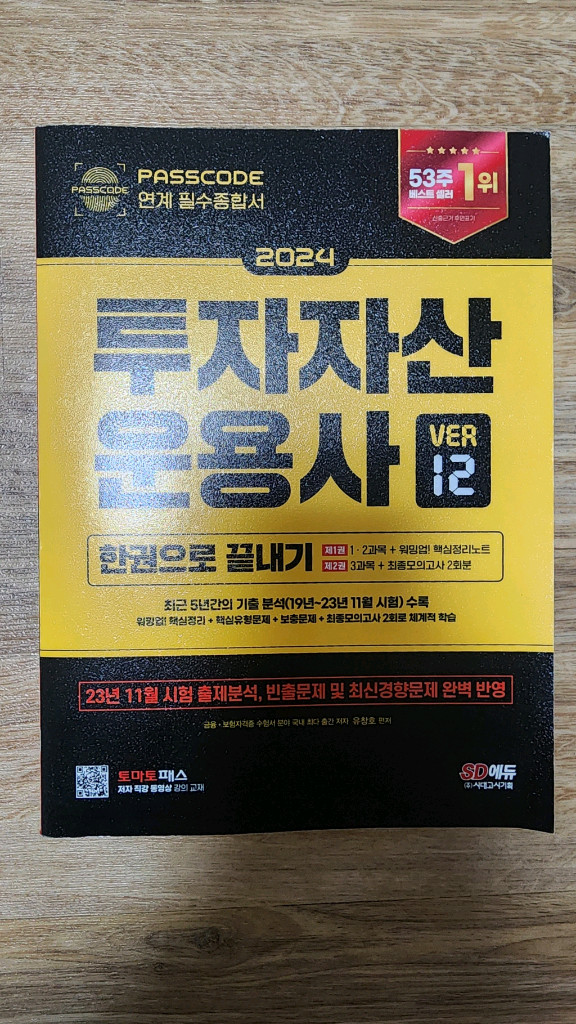 PASSCODE
PASSCODE
연계 필수종합서
53주
베스트 셀러
1위
2024
투자자산
운용사
VER
12
한권으로 끝내기
제1권 1·2과목 + 워밍업! 핵심정리노트
제2권 3과목 + 최종모의고사 2회분
최근 5년간의 기출 분석(19년~23년 11월 시험) 수록
워밍업! 핵심정리 + 핵심유형문제 + 보충문제 + 최종모의고사 2회로 체계적 학습
23년 11월 시험 출제분석, 빈출문제 및 최신경향문제 완벽 반영
금융·보험자격증 수험서 분야 국내 최다 출간 저자 유창호 편저
토마토패스
저자 직강 동영상 강의 교재
SD에듀
(주)시대고시기획